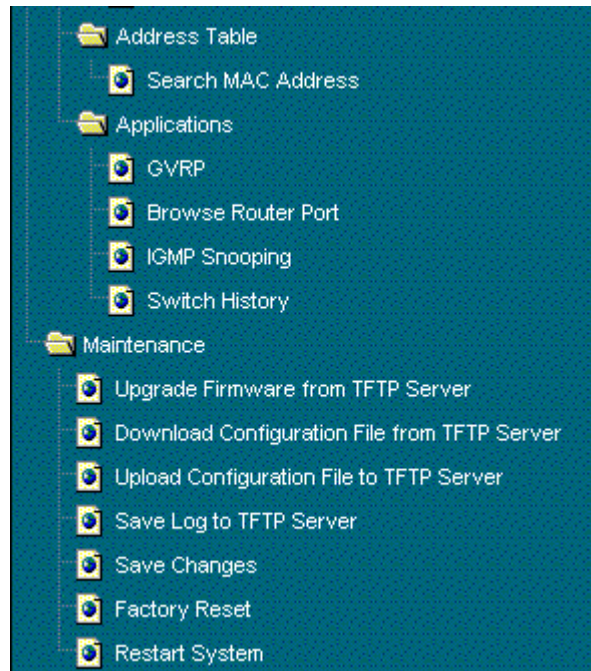 Address Table
Search MAC Address
Applications
GVRP
Browse Router Port
IGMP Snooping
Switch History
Maintenance
Upgrade Firmware from TFTP Server
Download Configuration File from TFTP Server
Upload Configuration File to TFTP Server
Save Log to TFTP Server
Save Changes
Factory Reset
Restart System